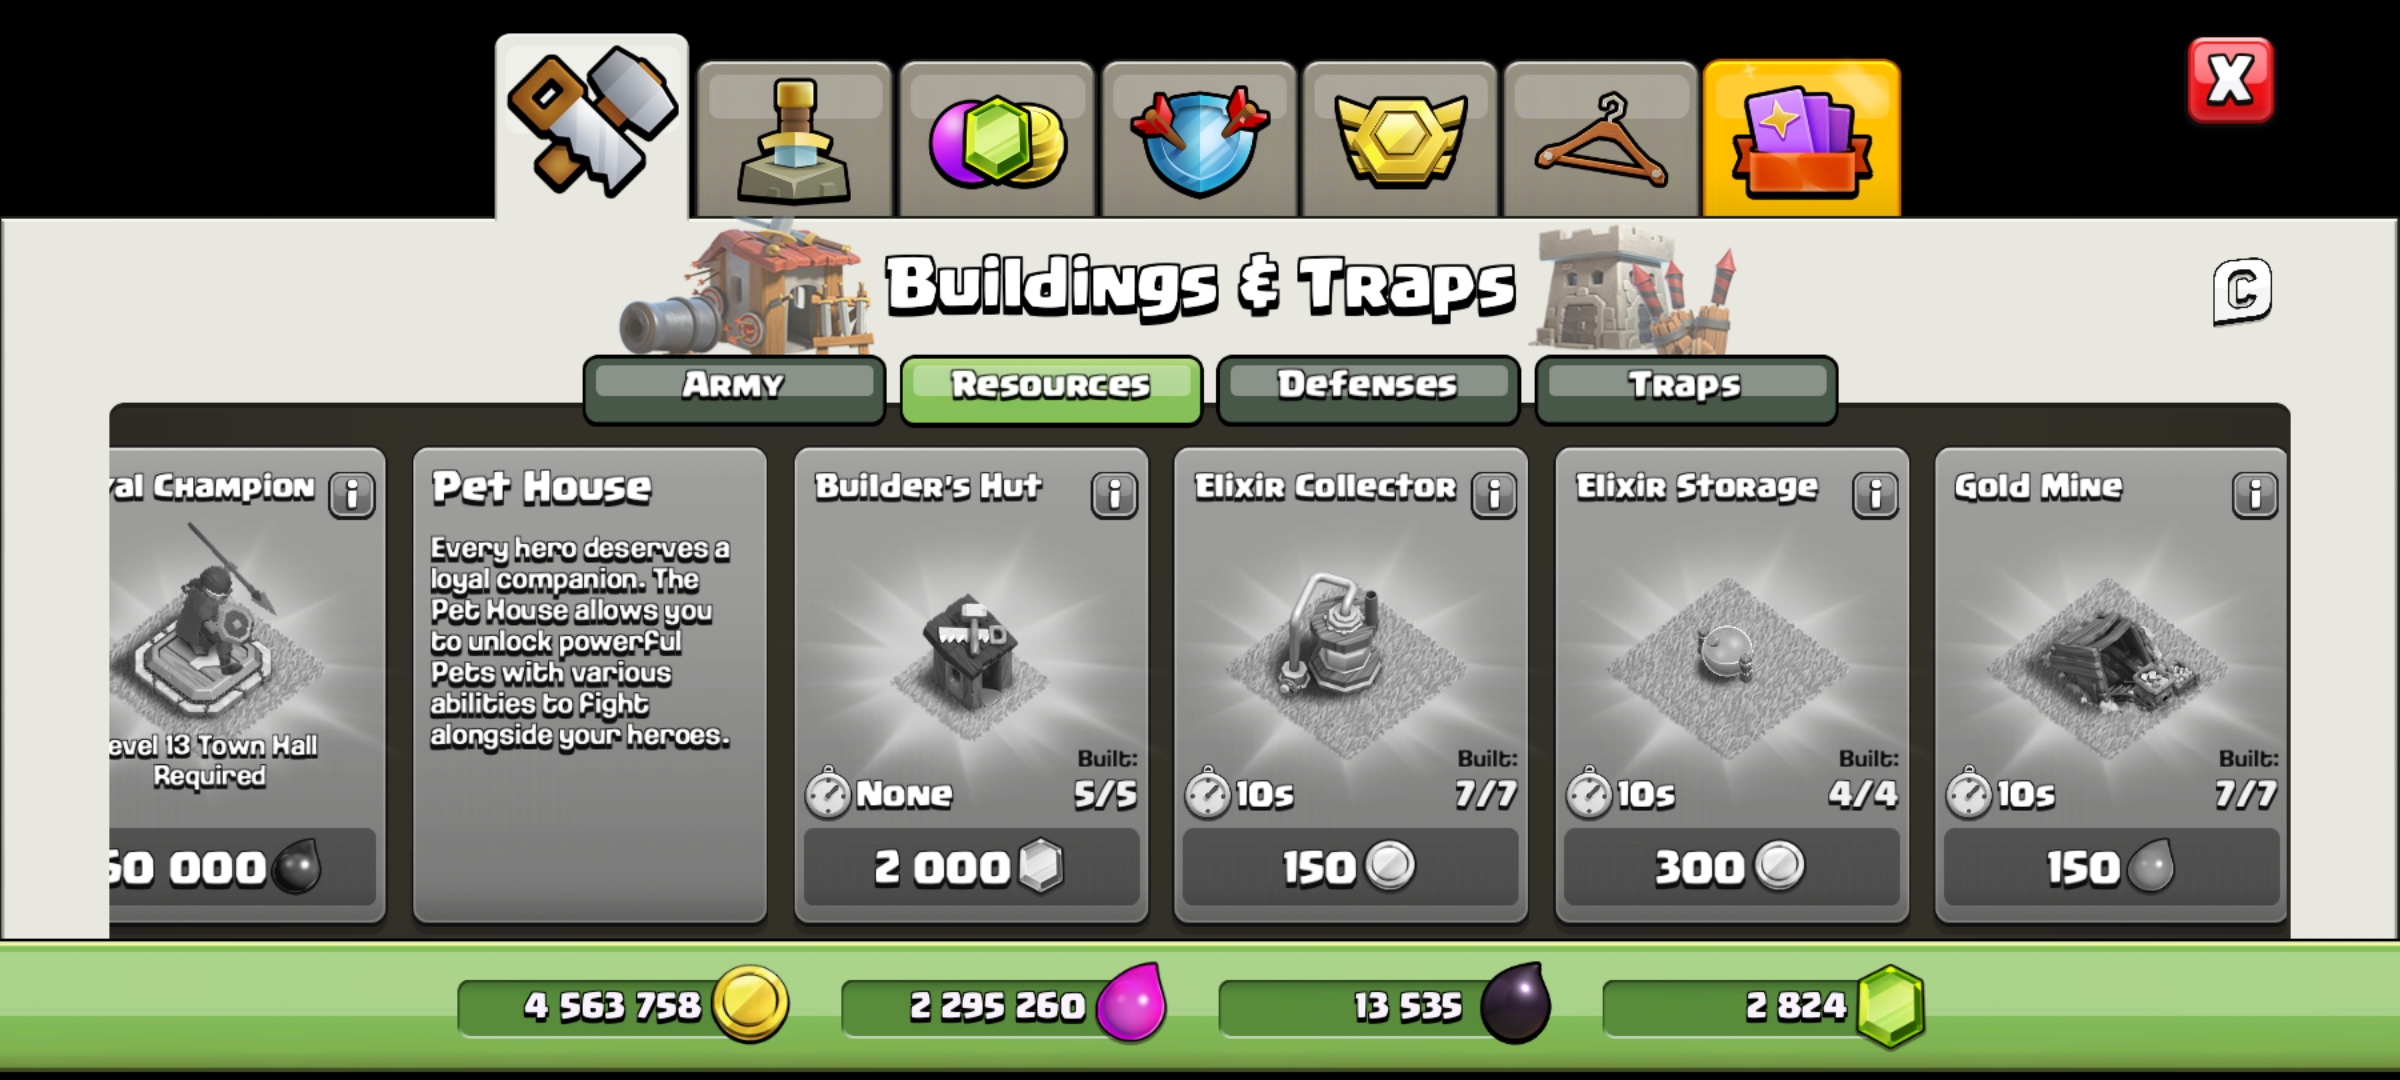 X
Buildings & Traps
C
Army
Resources
Defenses
Traps
al Champion
i
evel 13 Town Hall
Required
0 000
Pet House
Every hero deserves a
loyal companion. The
Pet House allows you
to unlock powerful
Pets with various
abilities to fight
alongside your heroes.
Builder's Hut
i
Built:
None
5/5
2 000
Elixir Collector
i
Built:
10s
7/7
150
Elixir Storage
i
Built:
10s
4/4
300
Gold Mine
i
Built:
10s
7/7
150
4 563 758
2 295 260
13 535
2 824